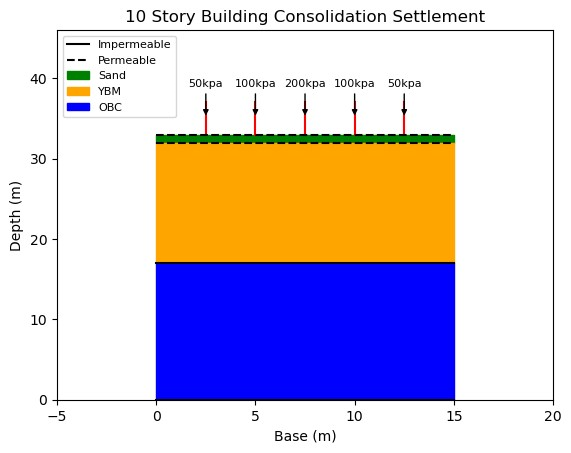 10 Story Building Consolidation Settlement
Impermeable
Permeable
Sand
YBM
OBC
50kpa 100kpa 200kpa 100kpa 50kpa
Depth (m)
40
30
20
10
0
−5 0 5 10 15 20
Base (m)